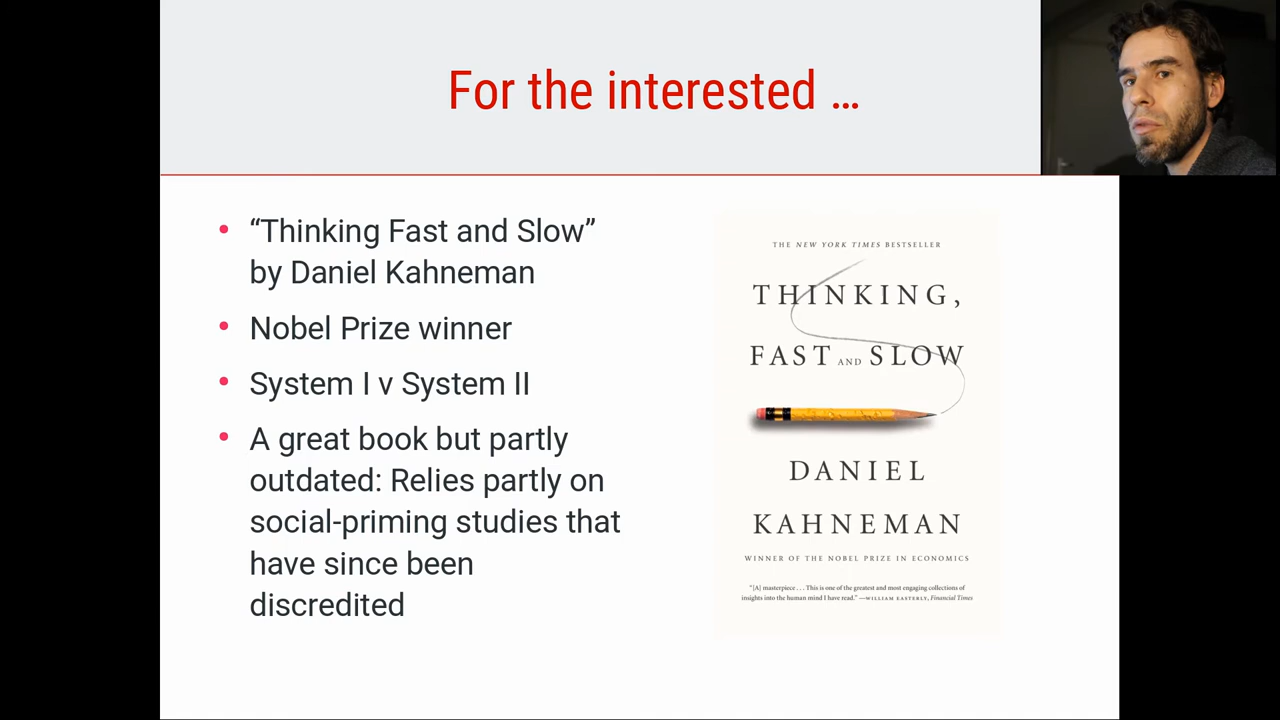 For the interested ...
“Thinking Fast and Slow”
by Daniel Kahneman
Nobel Prize winner
System I v System II
A great book but partly
outdated: Relies partly on
social-priming studies that
have since been
discredited
THE NEW YORK TIMES BESTSELLER
THINKING,
FAST AND SLOW
DANIEL
KAHNEMAN
WINNER OF THE NOBEL PRIZE IN ECONOMICS
“[A] masterpiece . . . This is one of the greatest and most engaging collections of
insights into the human mind I have read.” —WILLIAM EASTERLY, Financial Times